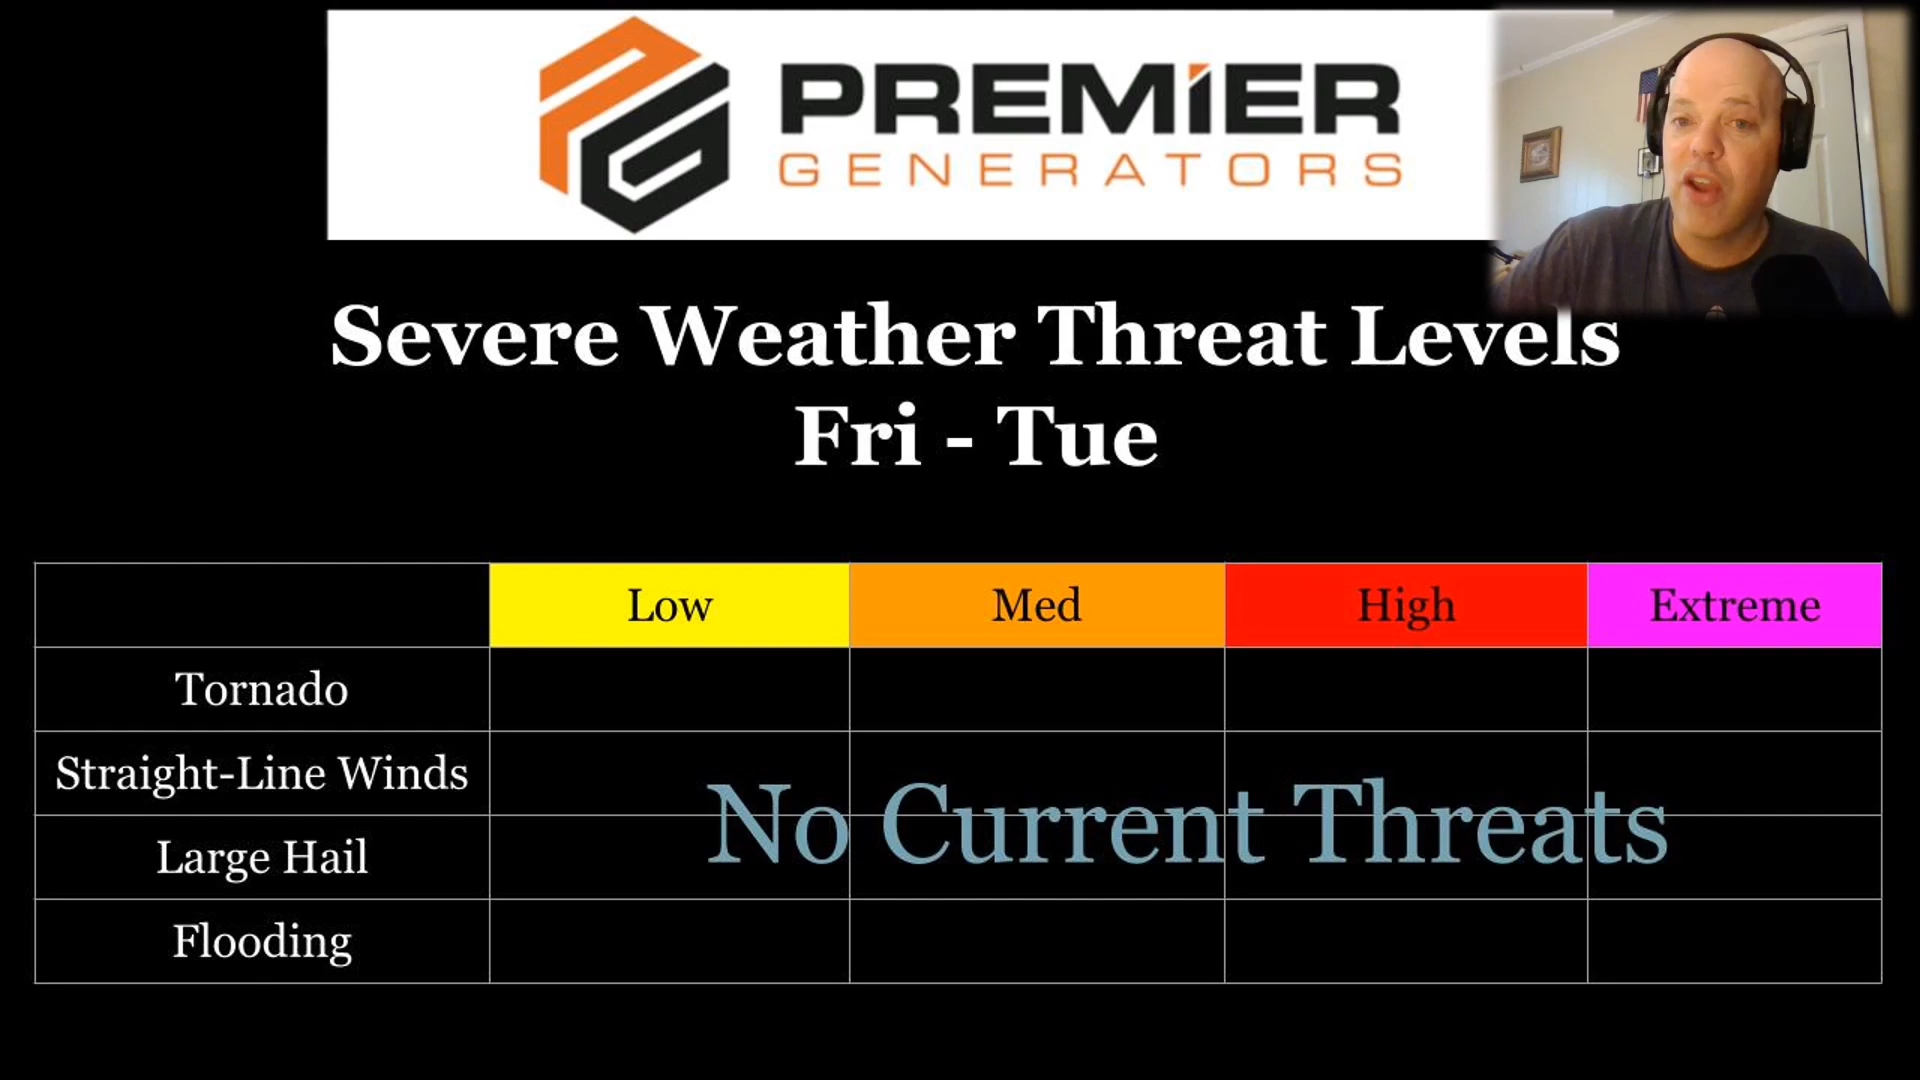 PREMIER
GENERATORS
Severe Weather Threat Levels
Fri - Tue
Low Med High Extreme
Tornado
Straight-Line Winds
No Current Threats
Large Hail
Flooding